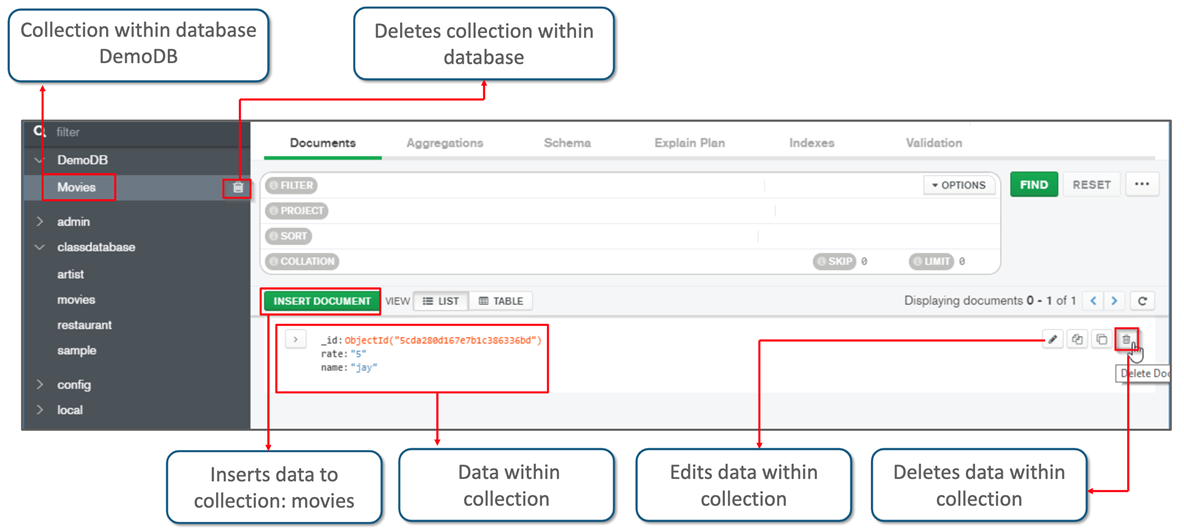 Collection within database
DemoDB
Deletes collection within
database
filter
DemoDB
Movies
admin
classdatabase
artist
movies
restaurant
sample
config
local
Documents Aggregations Schema Explain Plan Indexes Validation
FILTER OPTIONS FIND RESET ...
PROJECT
SORT
COLLATION SKIP 0 LIMIT 0
INSERT DOCUMENT VIEW LIST TABLE Displaying documents 0 - 1 of 1
_id:ObjectId("5cda280d167e7b1c386336bd")
rate:"5"
name:"jay"
Delete Doc
Inserts data to
collection: movies
Data within
collection
Edits data within
collection
Deletes data within
collection